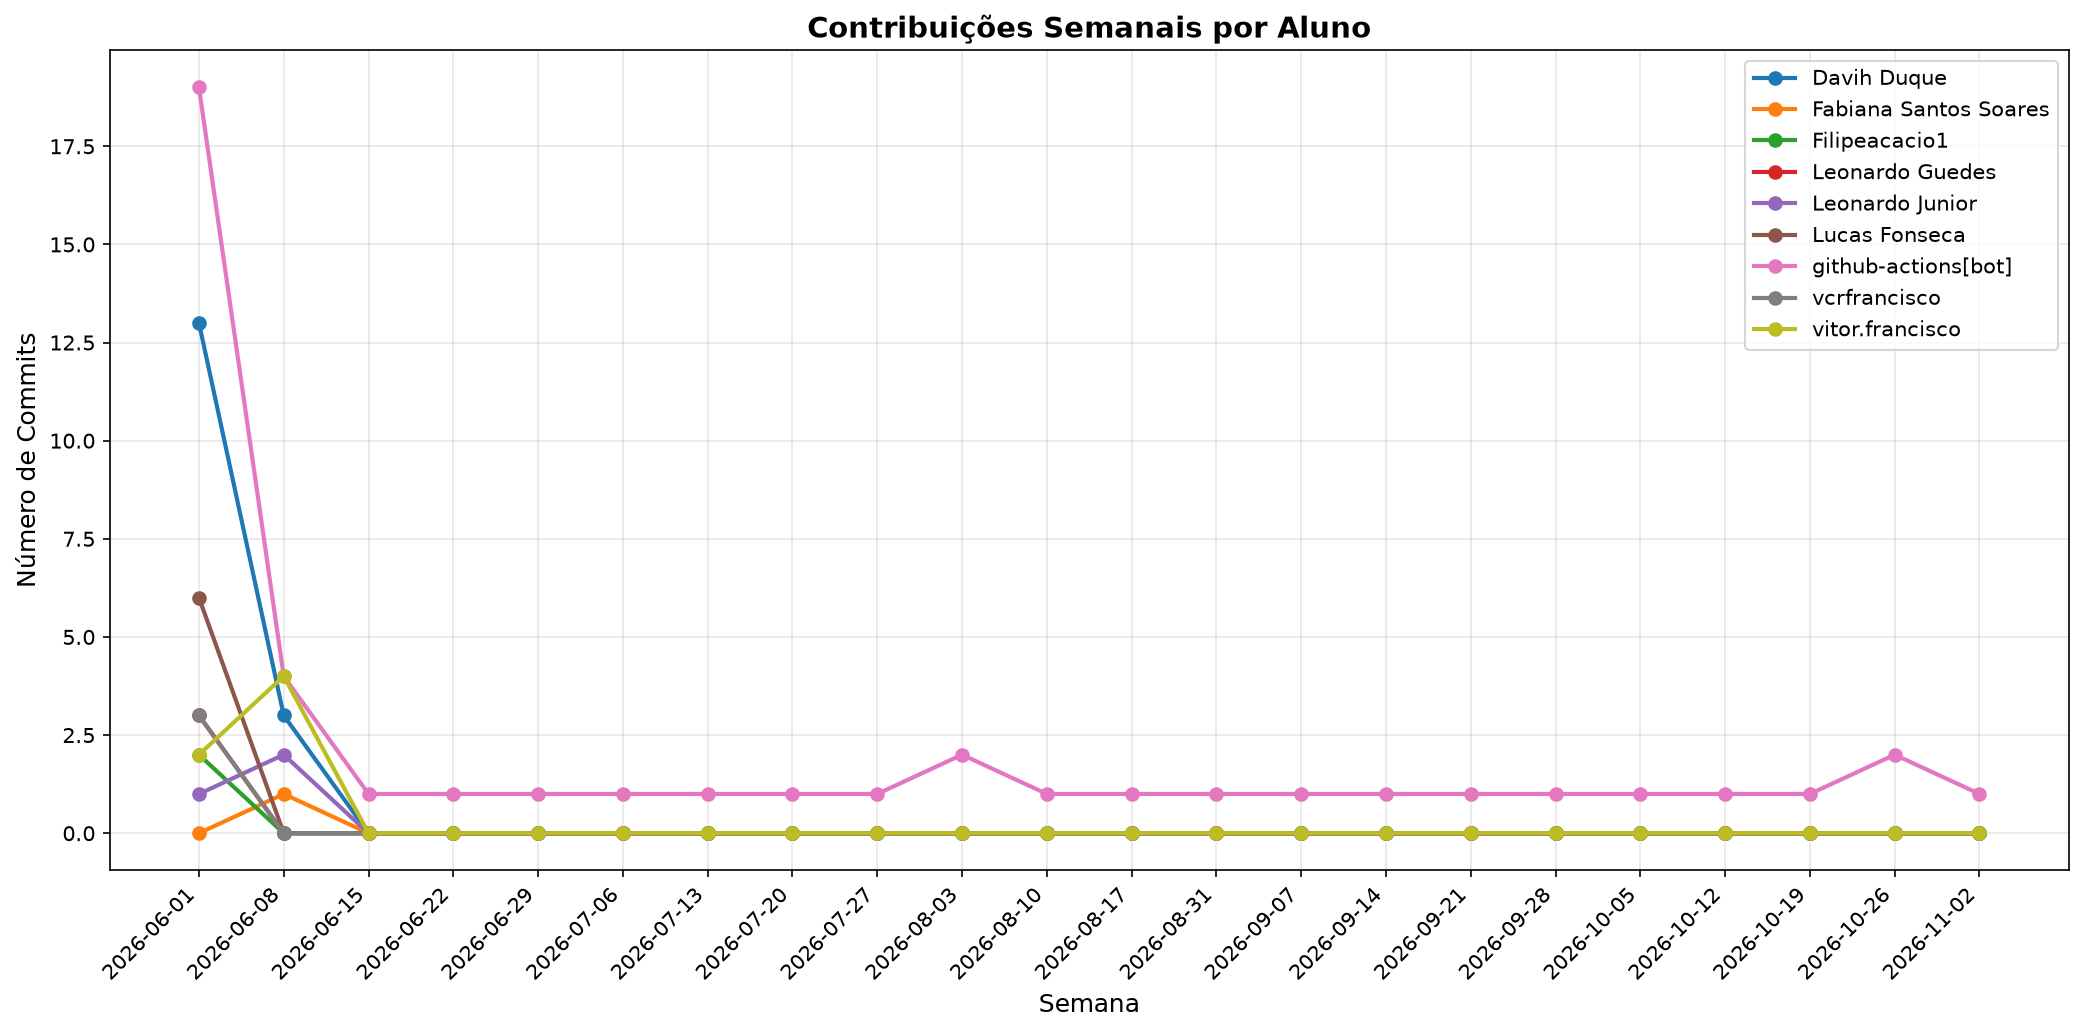 Contribuições Semanais por Aluno
Número de Commits
17.5
15.0
12.5
10.0
7.5
5.0
2.5
0.0
Davih Duque
Fabiana Santos Soares
Filipeacacio1
Leonardo Guedes
Leonardo Junior
Lucas Fonseca
github-actions[bot]
vcrfrancisco
vitor.francisco
2026-06-01
2026-06-08
2026-06-15
2026-06-22
2026-06-29
2026-07-06
2026-07-13
2026-07-20
2026-07-27
2026-08-03
2026-08-10
2026-08-17
2026-08-31
2026-09-07
2026-09-14
2026-09-21
2026-09-28
2026-10-05
2026-10-12
2026-10-19
2026-10-26
2026-11-02
Semana